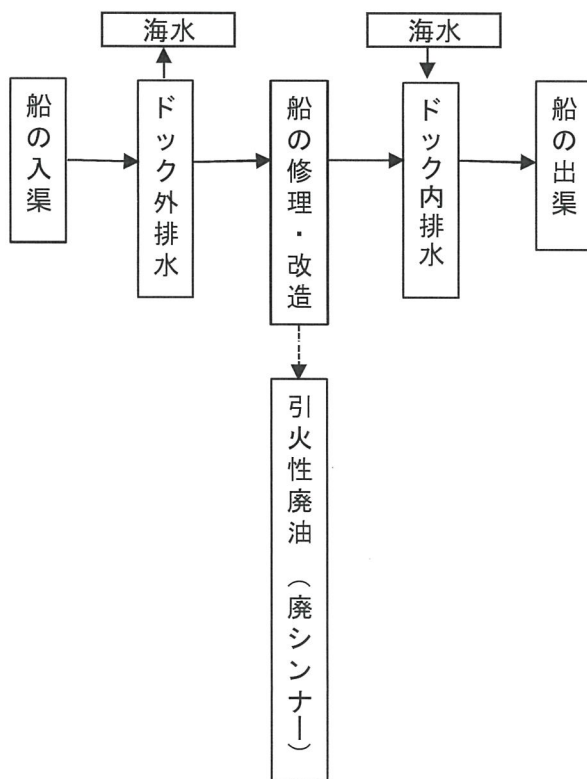 海水
海水
船の入渠
ドック外排水
船の修理・改造
ドック内排水
船の出渠
引火性廃油（廃シンナー）